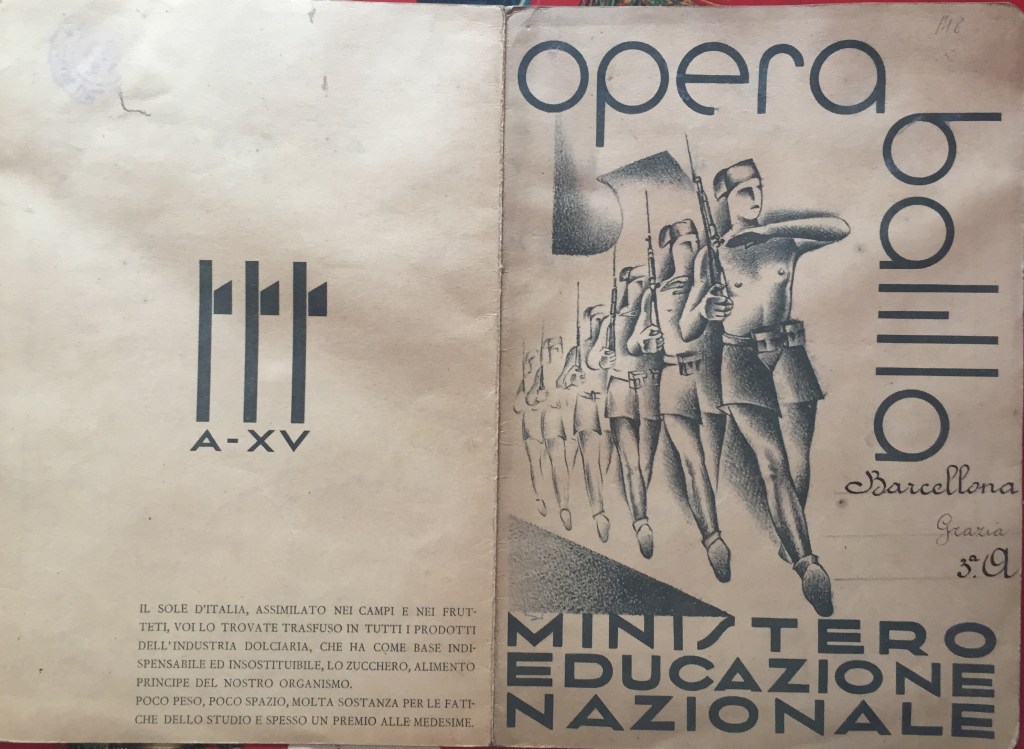 A-XV
IL SOLE D'ITALIA, ASSIMILATO NEI CAMPI E NEI FRUT-
TETI, VOI LO TROVATE TRASFUSO IN TUTTI I PRODOTTI
DELL'INDUSTRIA DOLCIARIA, CHE HA COME BASE INDI-
SPENSABILE ED INSOSTITUIBILE, LO ZUCCHERO, ALIMENTO
PRINCIPE DEL NOSTRO ORGANISMO.
POCO PESO, POCO SPAZIO, MOLTA SOSTANZA PER LE FATI-
CHE DELLO STUDIO E SPESSO UN PREMIO ALLE MEDESIME.
opera
balilla
Barcellona
Grazia
3ª. A
MINISTERO
EDUCAZIONE
NAZIONALE